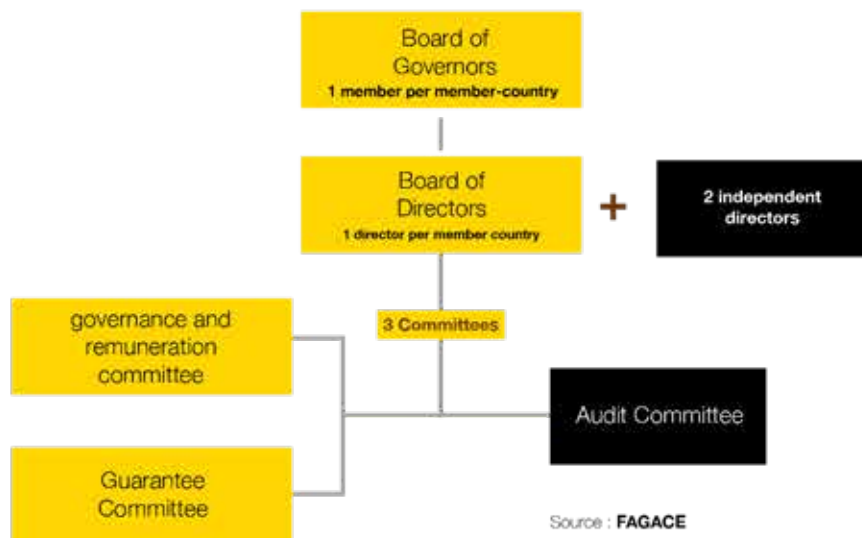 Board of
Governors
1 member per member-country
Board of
Directors
1 director per member country
+
2 independent
directors
3 Committees
governance and
remuneration
committee
Audit Committee
Guarantee
Committee
Source : FAGACE